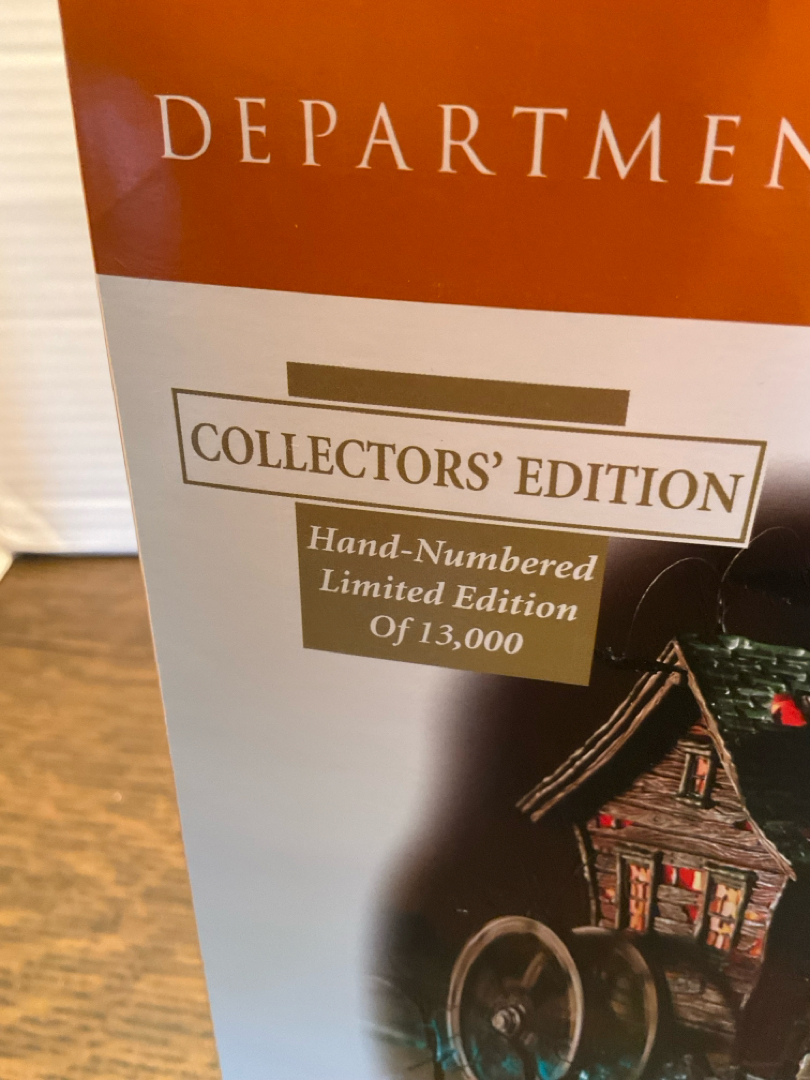 DEPARTMEN
COLLECTORS' EDITION
Hand-Numbered
Limited Edition
Of 13,000